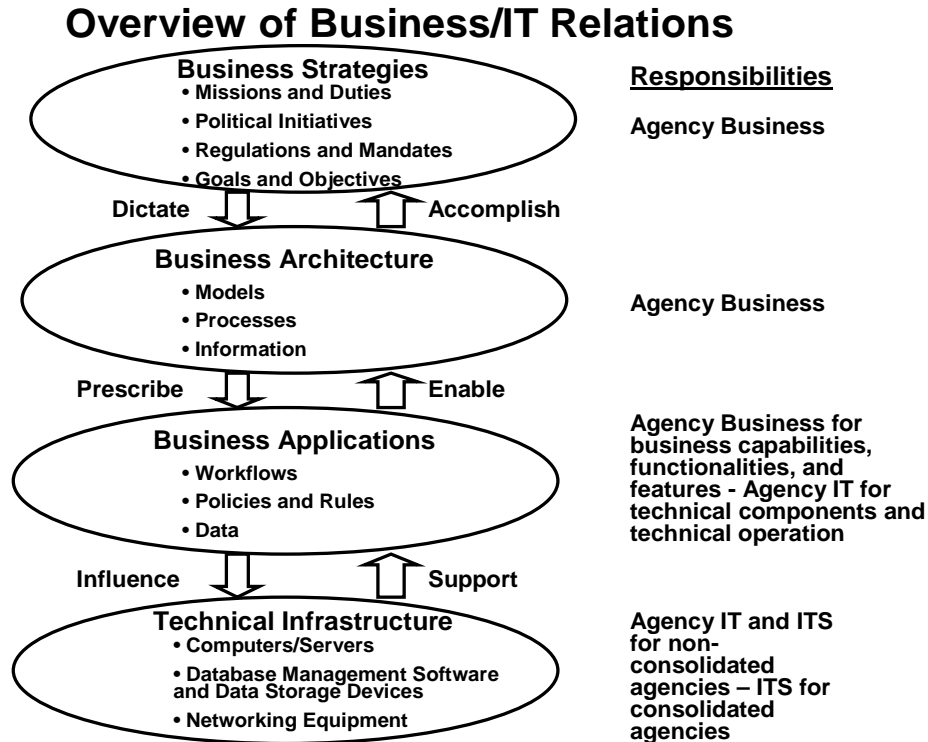 Overview of Business/IT Relations
Business Strategies
• Missions and Duties
• Political Initiatives
• Regulations and Mandates
• Goals and Objectives
Responsibilities
Agency Business
Dictate
Accomplish
Business Architecture
• Models
• Processes
• Information
Agency Business
Prescribe
Enable
Business Applications
• Workflows
• Policies and Rules
• Data
Agency Business for
business capabilities,
functionalities, and
features - Agency IT for
technical components and
technical operation
Influence
Support
Technical Infrastructure
• Computers/Servers
• Database Management Software
and Data Storage Devices
• Networking Equipment
Agency IT and ITS
for non-
consolidated
agencies – ITS for
consolidated
agencies